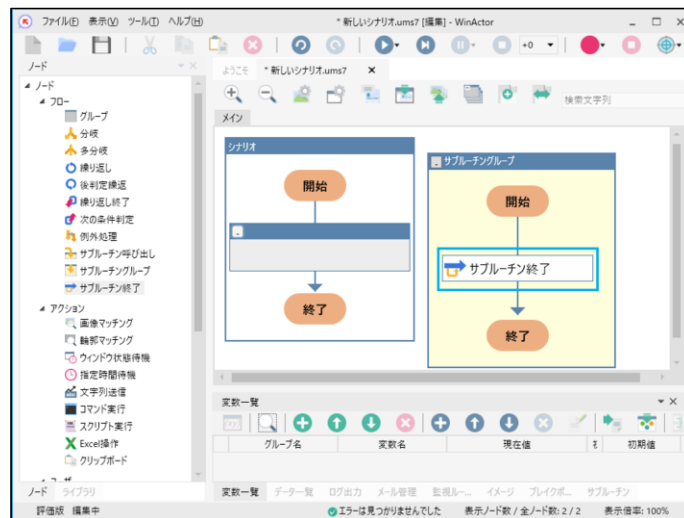 ファイル(F) 表示(V) ツール(T) ヘルプ(H) * 新しいシナリオ.ums7 [編集] - WinActor
+0
ノード
ようこそ * 新しいシナリオ.ums7
検索文字列
メイン
ノード
フロー
グループ
分岐
多分岐
繰り返し
後判定繰返
繰り返し終了
次の条件判定
例外処理
サブルーチン呼び出し
サブルーチングループ
サブルーチン終了
アクション
画像マッチング
輪郭マッチング
ウィンドウ状態待機
指定時間待機
文字列送信
コマンド実行
スクリプト実行
Excel操作
クリップボード
シナリオ
開始
終了
サブルーチングループ
開始
サブルーチン終了
終了
変数一覧
グループ名 変数名 現在値 初期値
ノード ライブラリ
変数一覧 データ一覧 ログ出力 メール管理 監視ルー... イメージ ブレイクポ... サブルーチン
評価版 編集中 エラーは見つかりませんでした 表示ノード数 / 全ノード数: 2 / 2 表示倍率: 100%